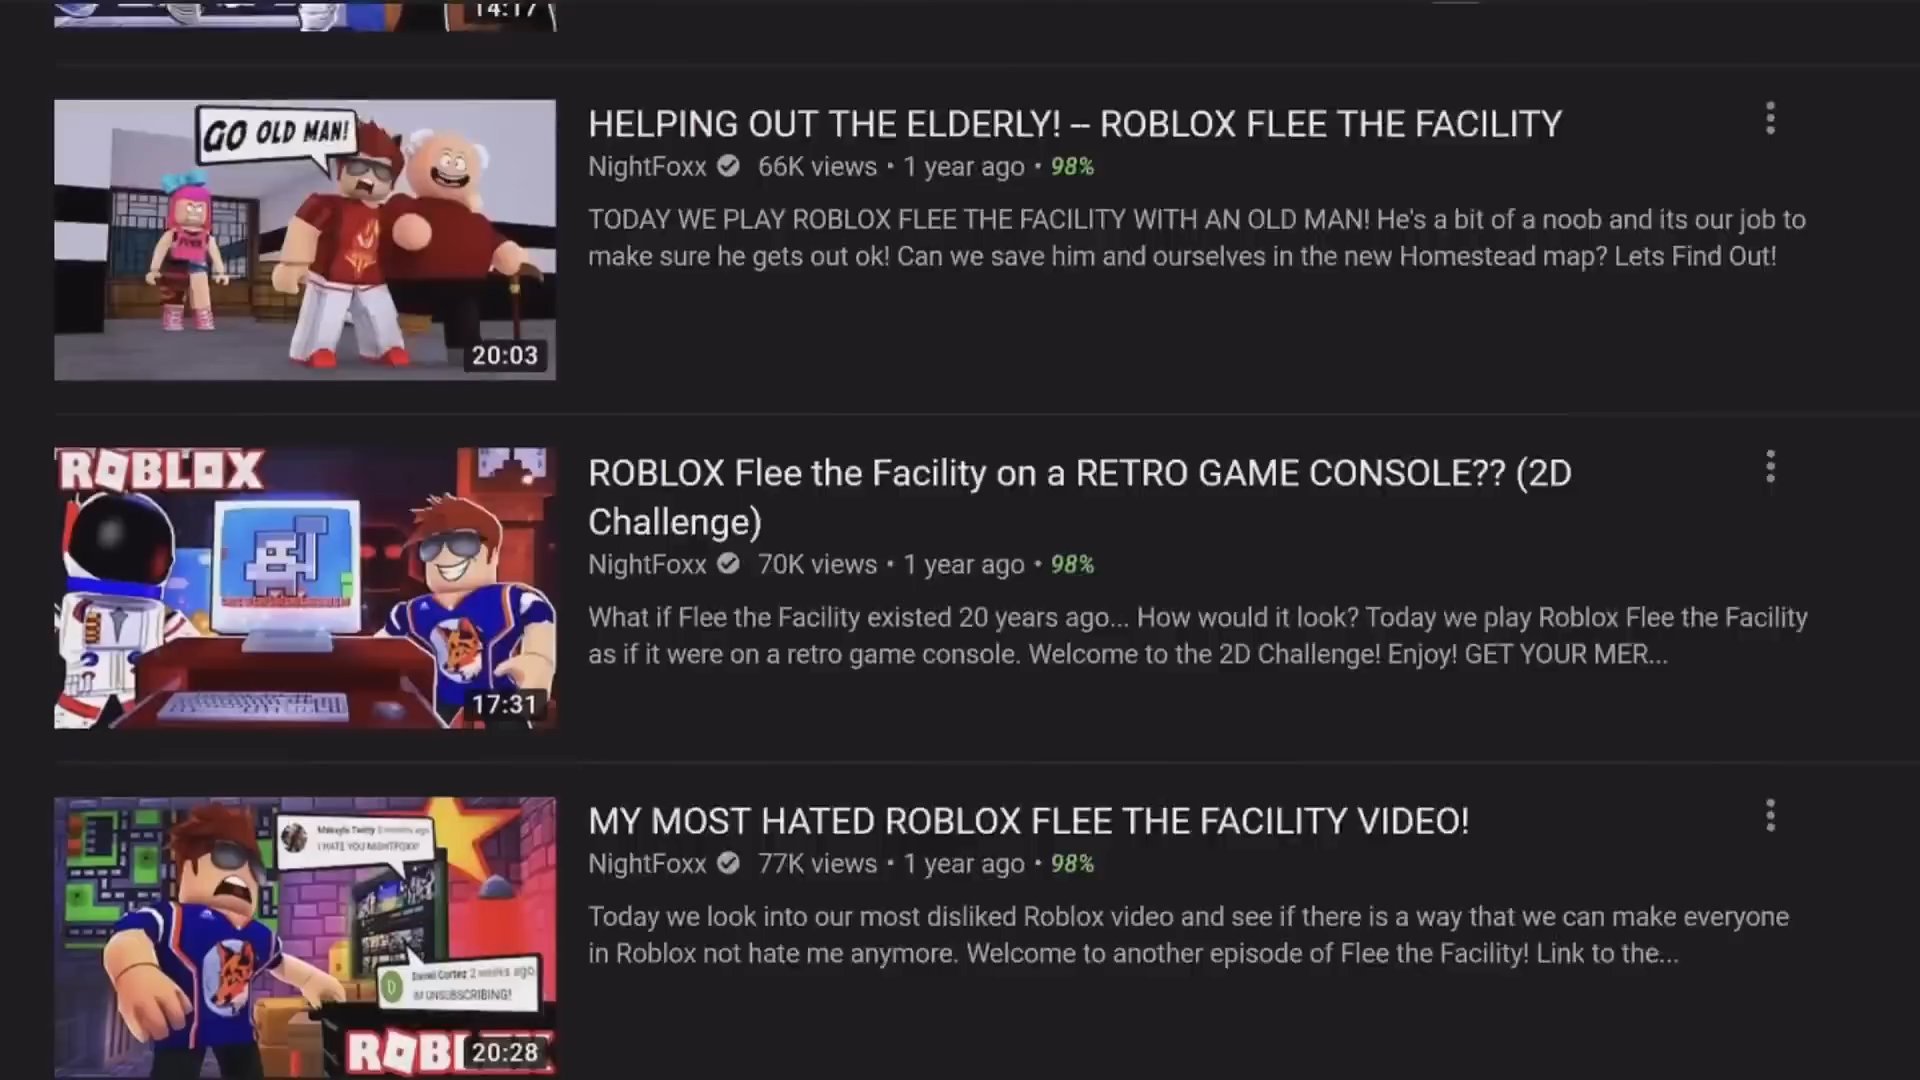 14:17
GO OLD MAN!
20:03
HELPING OUT THE ELDERLY! -- ROBLOX FLEE THE FACILITY
NightFoxx 66K views • 1 year ago • 98%
TODAY WE PLAY ROBLOX FLEE THE FACILITY WITH AN OLD MAN! He's a bit of a noob and its our job to
make sure he gets out ok! Can we save him and ourselves in the new Homestead map? Lets Find Out!
ROBLOX
17:31
ROBLOX Flee the Facility on a RETRO GAME CONSOLE?? (2D
Challenge)
NightFoxx 70K views • 1 year ago • 98%
What if Flee the Facility existed 20 years ago... How would it look? Today we play Roblox Flee the Facility
as if it were on a retro game console. Welcome to the 2D Challenge! Enjoy! GET YOUR MER...
I HATE YOU NIGHTFOXX!
D
Daniel Cortez 2 weeks ago
IM UNSUBSCRIBING!
20:28
MY MOST HATED ROBLOX FLEE THE FACILITY VIDEO!
NightFoxx 77K views • 1 year ago • 98%
Today we look into our most disliked Roblox video and see if there is a way that we can make everyone
in Roblox not hate me anymore. Welcome to another episode of Flee the Facility! Link to the...